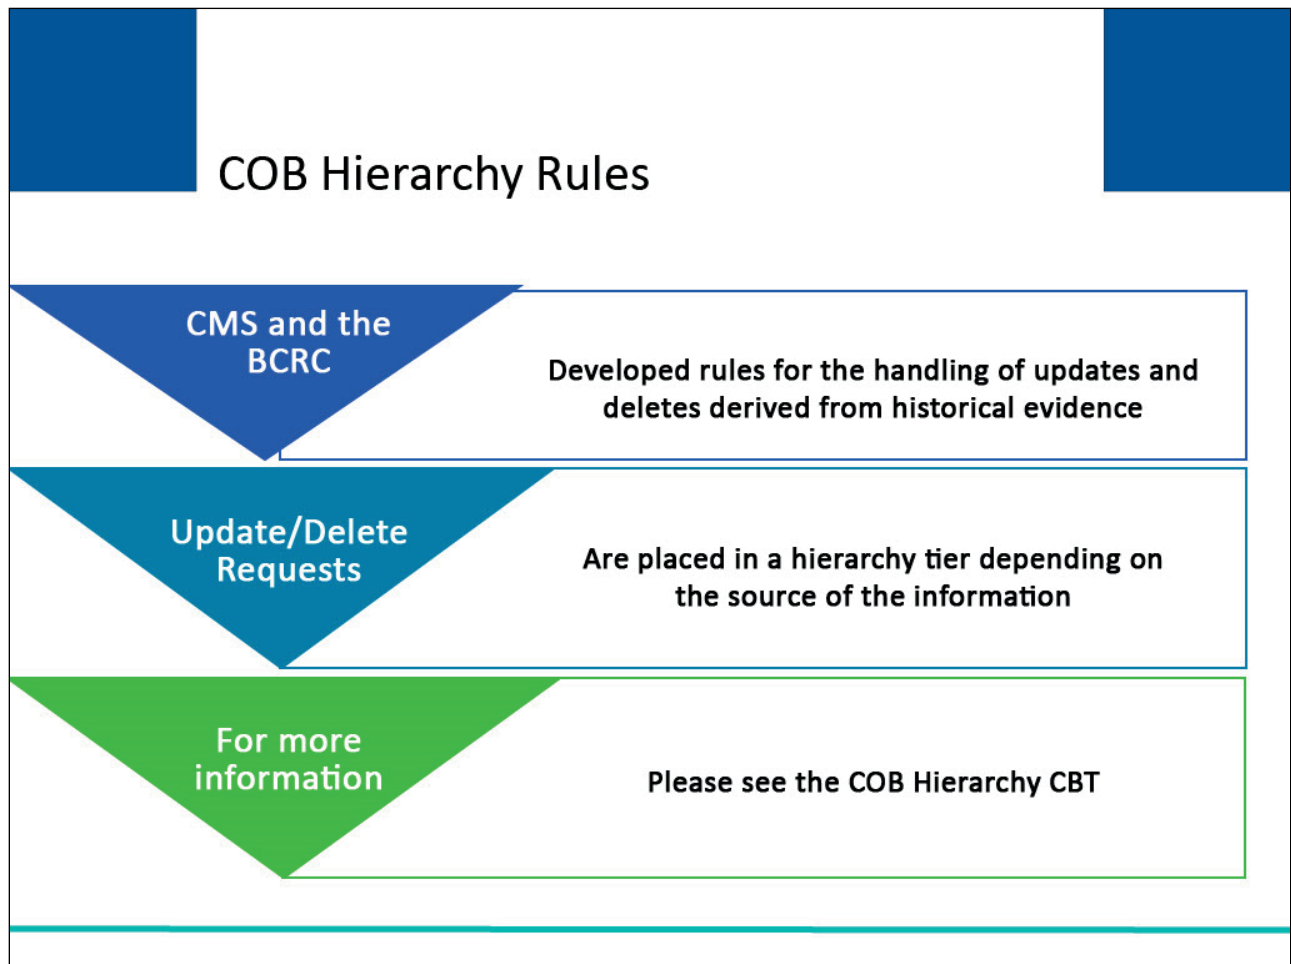 COB Hierarchy Rules
CMS and the
BCRC
Developed rules for the handling of updates and
deletes derived from historical evidence
Update/Delete
Requests
Are placed in a hierarchy tier depending on
the source of the information
For more
information
Please see the COB Hierarchy CBT